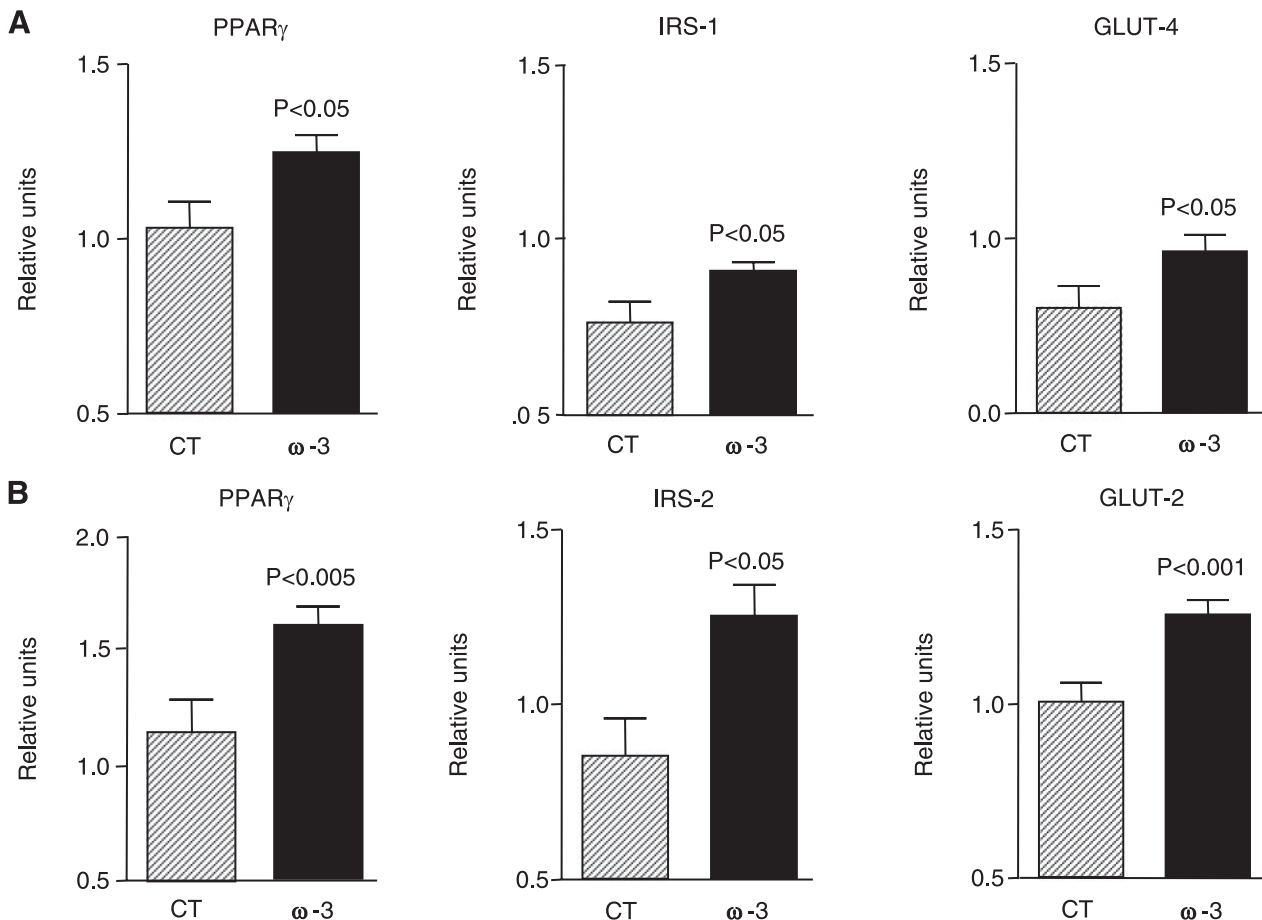 A
PPARγ
IRS-1
GLUT-4
1.5
1.0
0.5
Relative units
P<0.05
CT
ω-3
1.5
1.0
.0 5
Relative units
P<0.05
CT
ω-3
1.5
1.0
0.0
Relative units
P<0.05
CT
ω-3
B
PPARγ
IRS-2
GLUT-2
2.0
1.5
1.0
0.5
Relative units
P<0.005
CT
ω-3
1.5
1.0
0.5
Relative units
P<0.05
CT
ω-3
1.5
1.0
0.5
Relative units
P<0.001
CT
ω-3